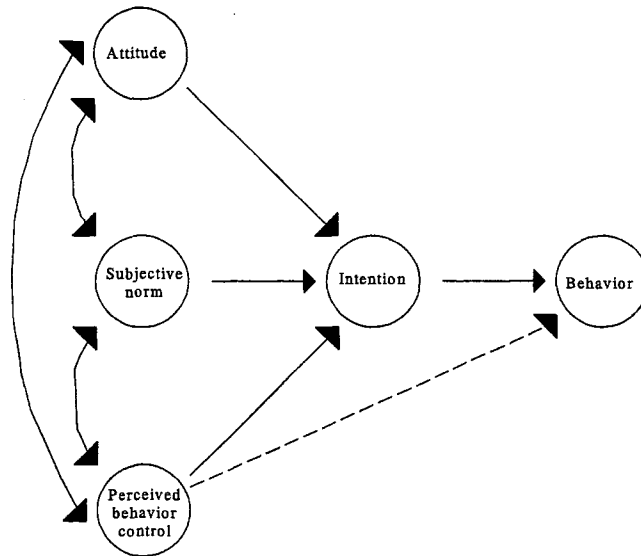 Attitude
Subjective
norm
Intention
Behavior
Perceived
behavior
control